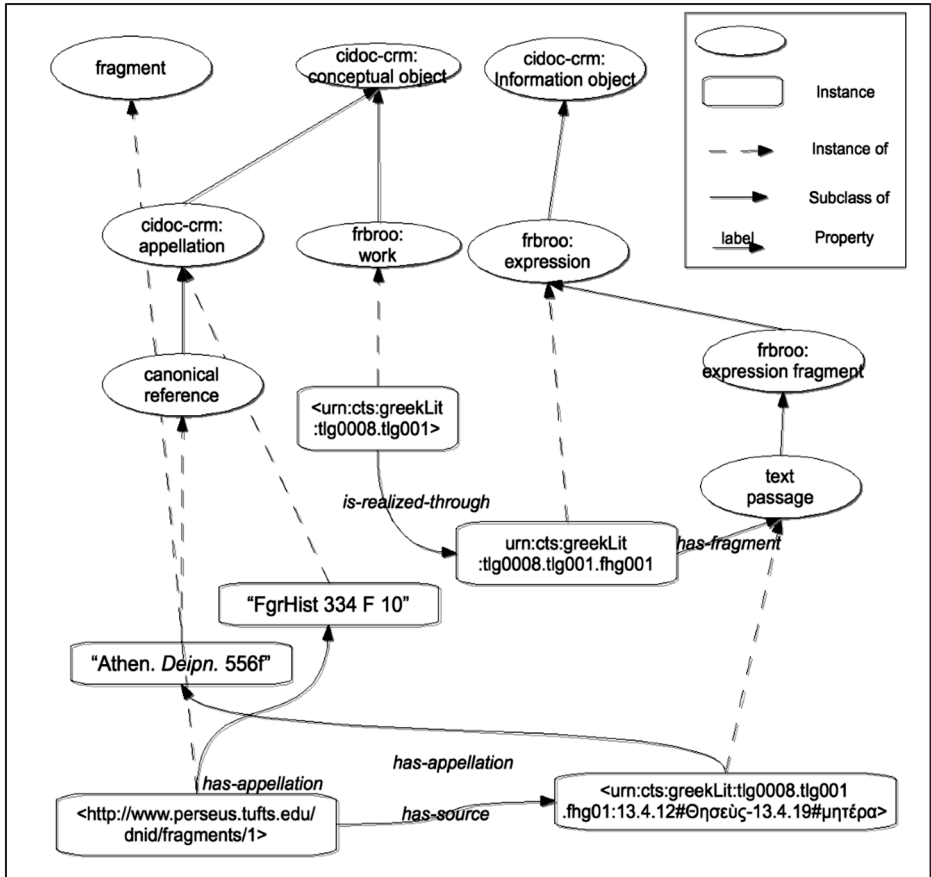 fragment
cidoc-crm:
conceptual object
cidoc-crm:
Information object
Instance
Instance of
Subclass of
label
Property
cidoc-crm:
appellation
frbroo:
work
frbroo:
expression
frbroo:
expression fragment
canonical
reference
<urn:cts:greekLit
:tlg0008.tlg001>
text
passage
is-realized-through
urn:cts:greekLit
:tlg0008.tlg001.fhg001
has-fragment
“FgrHist 334 F 10”
“Athen. Deipn. 556f”
has-appellation
has-appellation
<http://www.perseus.tufts.edu/
dnid/fragments/1>
has-source
<urn:cts:greekLit:tlg0008.tlg001
.fhg01:13.4.12#Θησεὺς-13.4.19#μητέρα>